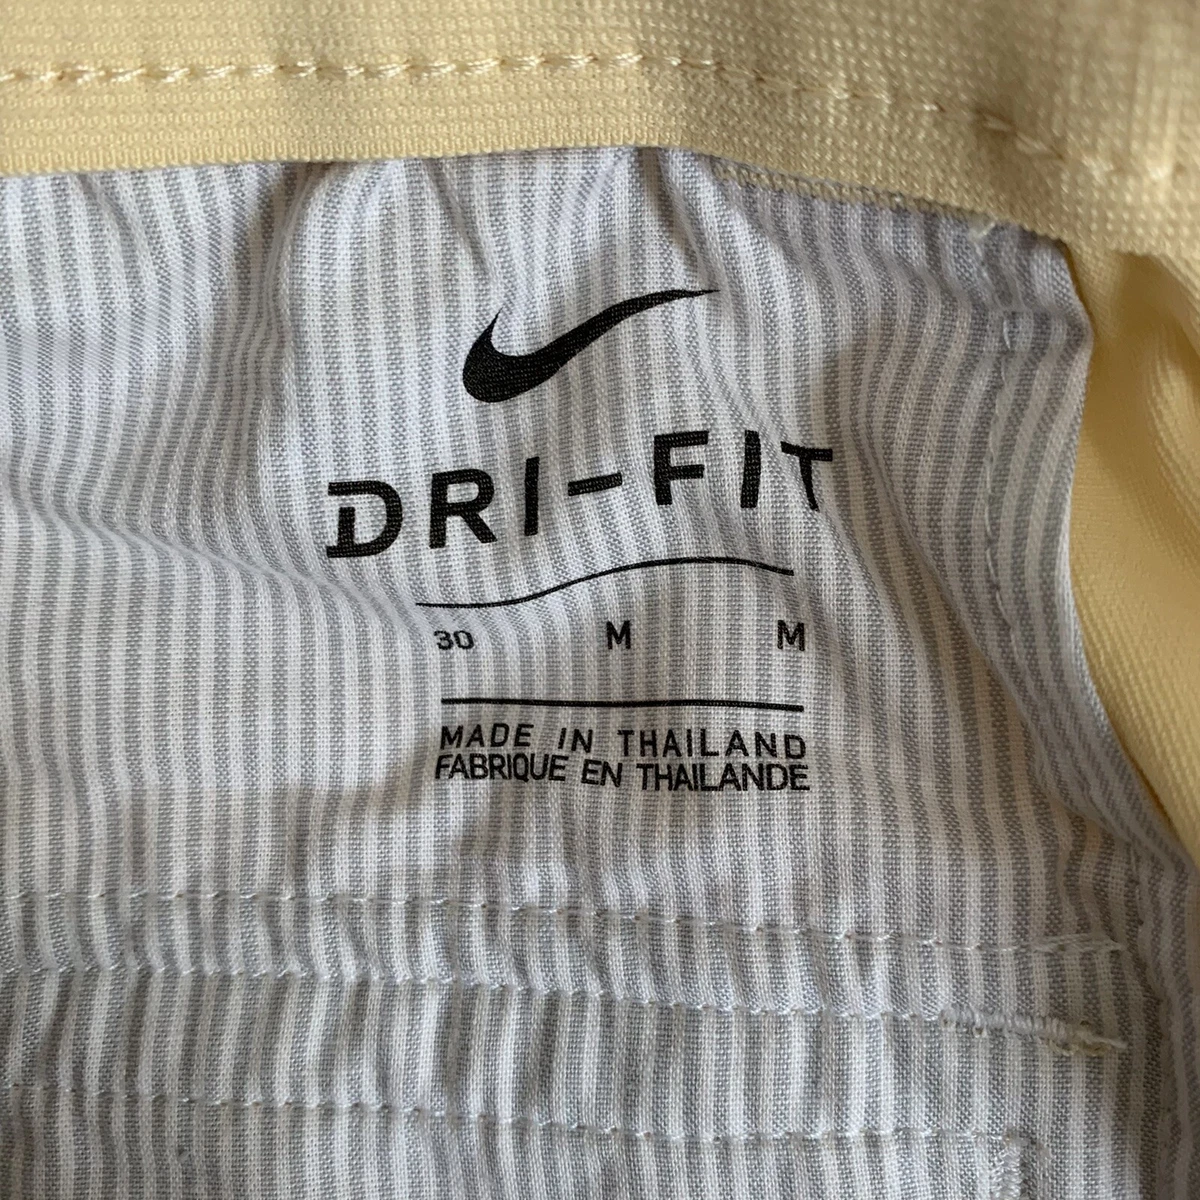 DRI-FIT
30 M M
MADE IN THAILAND
FABRIQUE EN THAILANDE